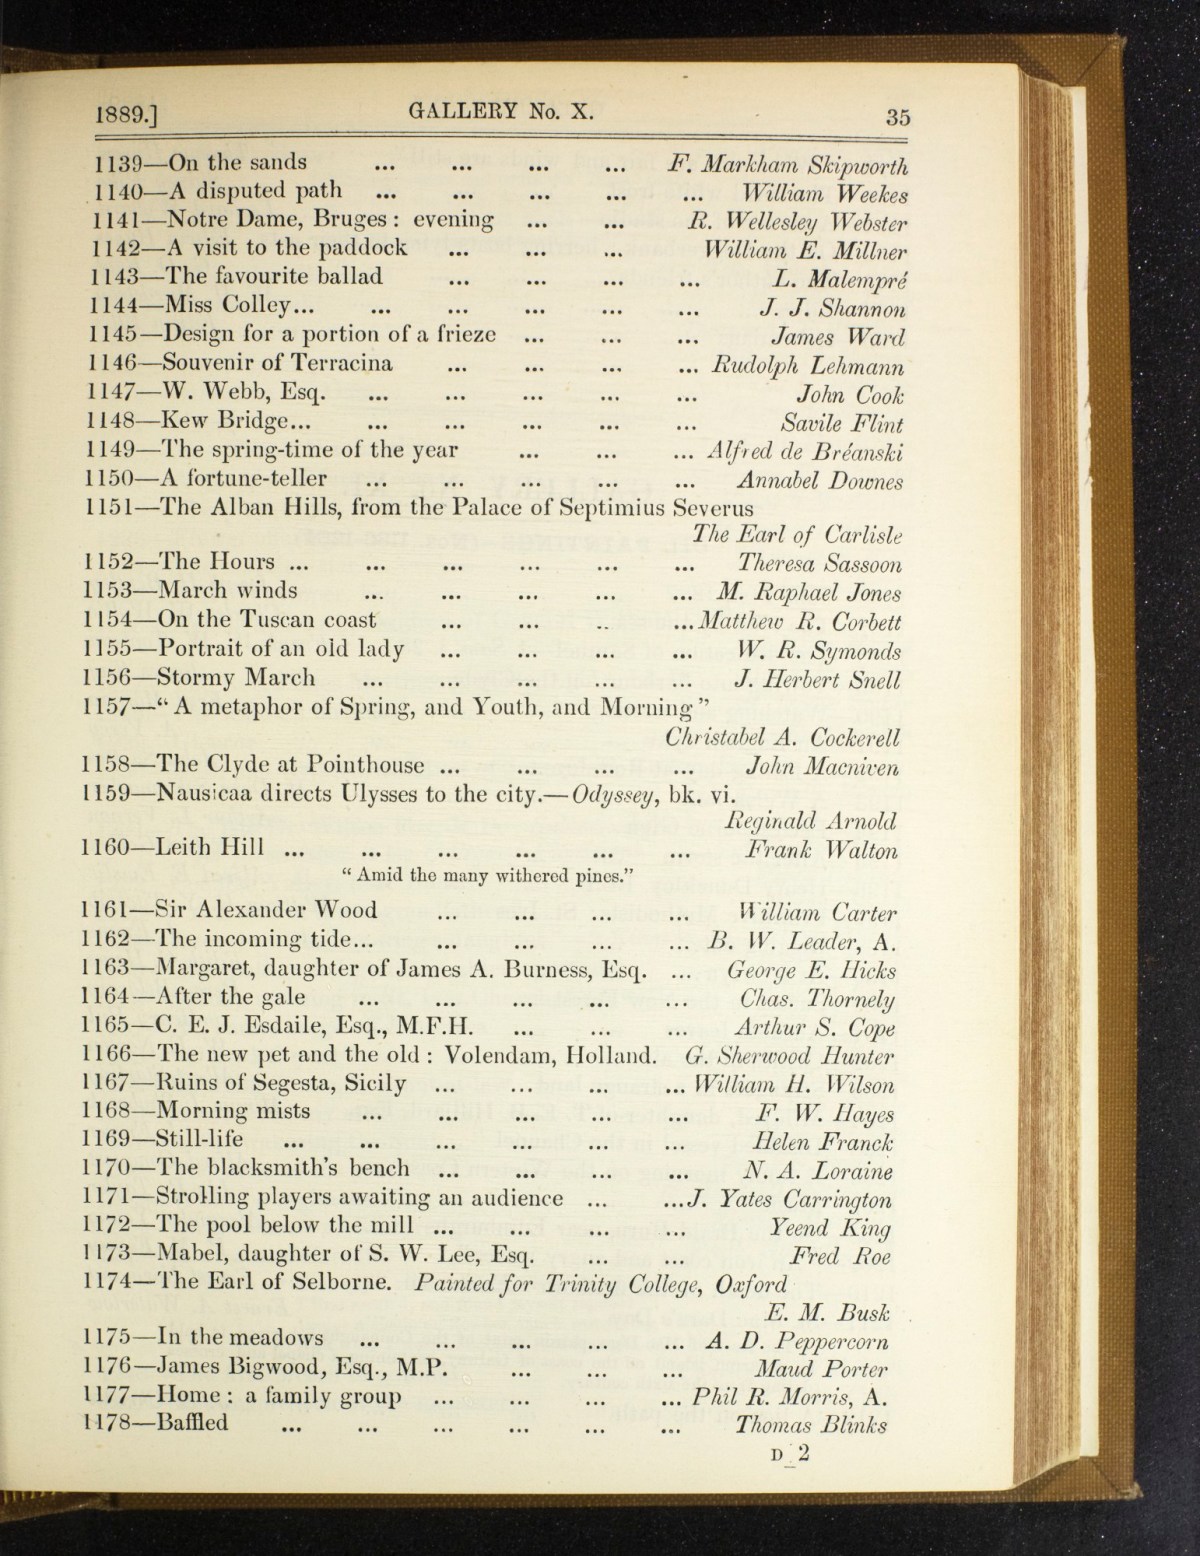 1889.] GALLERY No. X. 35
1139—On the sands ... ... ... ... F. Markham Skipworth
1140—A disputed path ... ... ... ... ... William Weekes
1141—Notre Dame, Bruges : evening ... ... R. Wellesley Webster
1142—A visit to the paddock ... ... ... William E. Millner
1143—The favourite ballad ... ... ... ... L. Malempré
1144—Miss Colley... ... ... ... ... ... J. J. Shannon
1145—Design for a portion of a frieze ... ... ... James Ward
1146—Souvenir of Terracina ... ... ... ... Rudolph Lehmann
1147—W. Webb, Esq. ... ... ... ... ... John Cook
1148—Kew Bridge... ... ... ... ... ... Savile Flint
1149—The spring-time of the year ... ... ... Alfred de Bréanski
1150—A fortune-teller ... ... ... ... ... Annabel Downes
1151—The Alban Hills, from the Palace of Septimius Severus
The Earl of Carlisle
1152—The Hours ... ... ... ... ... ... Theresa Sassoon
1153—March winds ... ... ... ... ... M. Raphael Jones
1154—On the Tuscan coast ... ... .. ... Matthew R. Corbett
1155—Portrait of an old lady ... ... ... ... W. R. Symonds
1156—Stormy March ... ... ... ... ... J. Herbert Snell
1157—“ A metaphor of Spring, and Youth, and Morning ”
Christabel A. Cockerell
1158—The Clyde at Pointhouse ... ... ... ... John Macniven
1159—Nausicaa directs Ulysses to the city.—Odyssey, bk. vi.
Reginald Arnold
1160—Leith Hill ... ... ... ... ... ... Frank Walton
“ Amid the many withered pines.”
1161—Sir Alexander Wood ... ... ... ... William Carter
1162—The incoming tide... ... ... ... ... B. W. Leader, A.
1163—Margaret, daughter of James A. Burness, Esq. ... George E. Hicks
1164—After the gale ... ... ... ... ... Chas. Thornely
1165—C. E. J. Esdaile, Esq., M.F.H. ... ... ... Arthur S. Cope
1166—The new pet and the old : Volendam, Holland. G. Sherwood Hunter
1167—Ruins of Segesta, Sicily ... ... ... ... William H. Wilson
1168—Morning mists ... ... ... ... ... F. W. Hayes
1169—Still-life ... ... ... ... ... ... Helen Franck
1170—The blacksmith's bench ... ... ... ... N. A. Loraine
1171—Strolling players awaiting an audience ... ...J. Yates Carrington
1172—The pool below the mill ... ... ... ... Yeend King
1173—Mabel, daughter of S. W. Lee, Esq. ... ... Fred Roe
1174—The Earl of Selborne. Painted for Trinity College, Oxford
E. M. Busk
1175—In the meadows ... ... ... ... ... A. D. Peppercorn
1176—James Bigwood, Esq., M.P. ... ... ... Maud Porter
1177—Home : a family group ... ... ... ... Phil R. Morris, A.
1178—Baffled ... ... ... ... ... ... Thomas Blinks
D 2